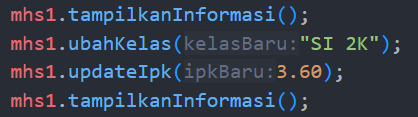 mhs1.tampilkanInformasi();
mhs1.ubahKelas(kelasBaru:"SI 2K");
mhs1.updateIpk(ipkBaru:3.60);
mhs1.tampilkanInformasi();